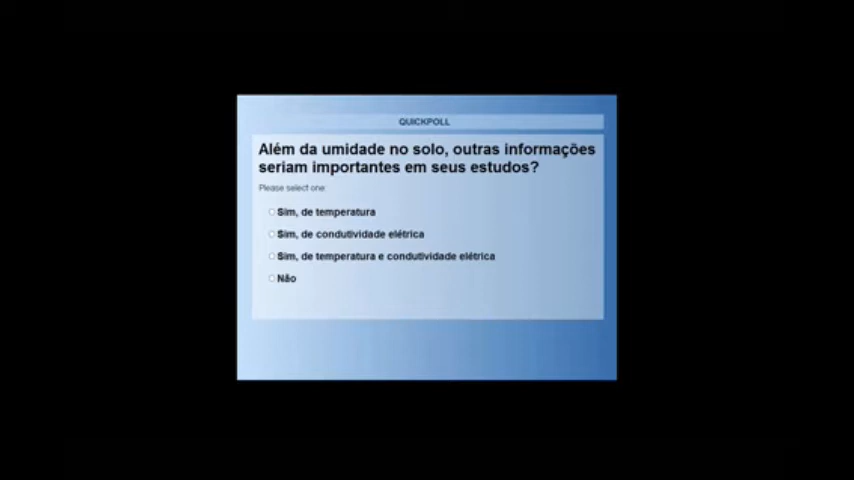 QUICKPOLL
Além da umidade no solo, outras informações
seriam importantes em seus estudos?
Please select one:
Sim, de temperatura
Sim, de condutividade elétrica
Sim, de temperatura e condutividade elétrica
Não